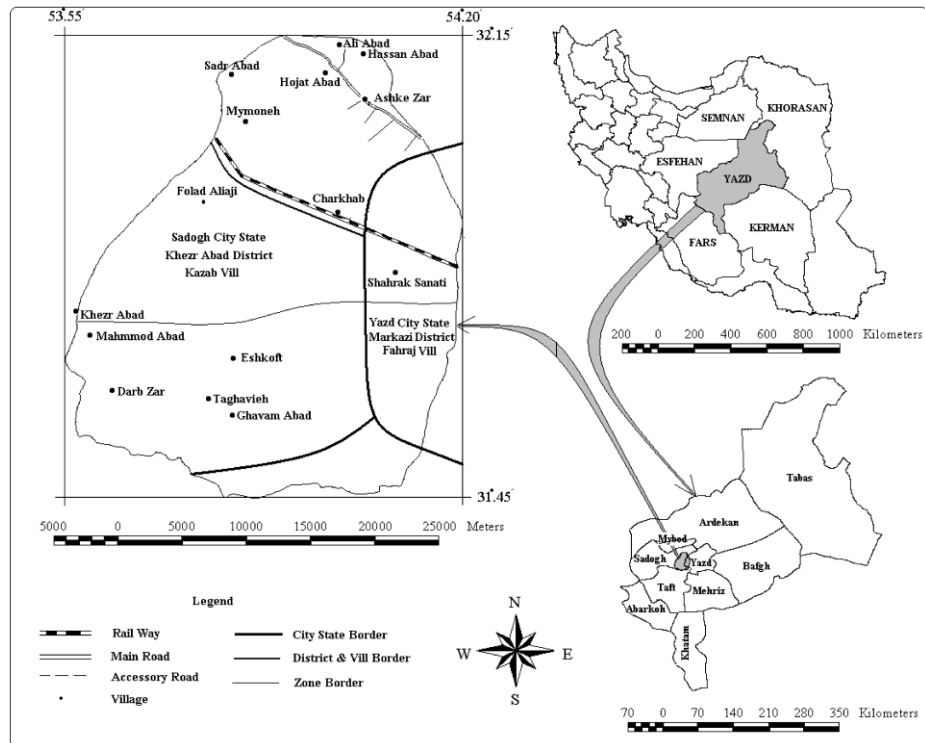 53.55
54.20
32.15
Ali Abad
Hassan Abad
Sadr Abad
Hojat Abad
Ashke Zar
Mymoneh
Folad Aliaji
Charkhab
Sadogh City State
Khezr Abad District
Kazab Vill
Shahrak Sanati
Khezr Abad
Mahmmod Abad
Yazd City State
Markazi District
Fahraj Vill
Eshkoft
Darb Zar
Taghavieh
Ghavam Abad
31.45
5000 0 5000 10000 15000 20000 25000 Meters
SEMNAN
KHORASAN
ESFEHAN
YAZD
FARS
KERMAN
200 0 200 400 600 800 1000 Kilometers
Tabas
Ardekan
Mybod
Sadogh
Yazd
Bafgh
Taft
Mehriz
Abarkoh
Khatam
70 0 70 140 210 280 350 Kilometers
Legend
Rail Way
Main Road
Accessory Road
Village
City State Border
District & Vill Border
Zone Border
N
W E
S